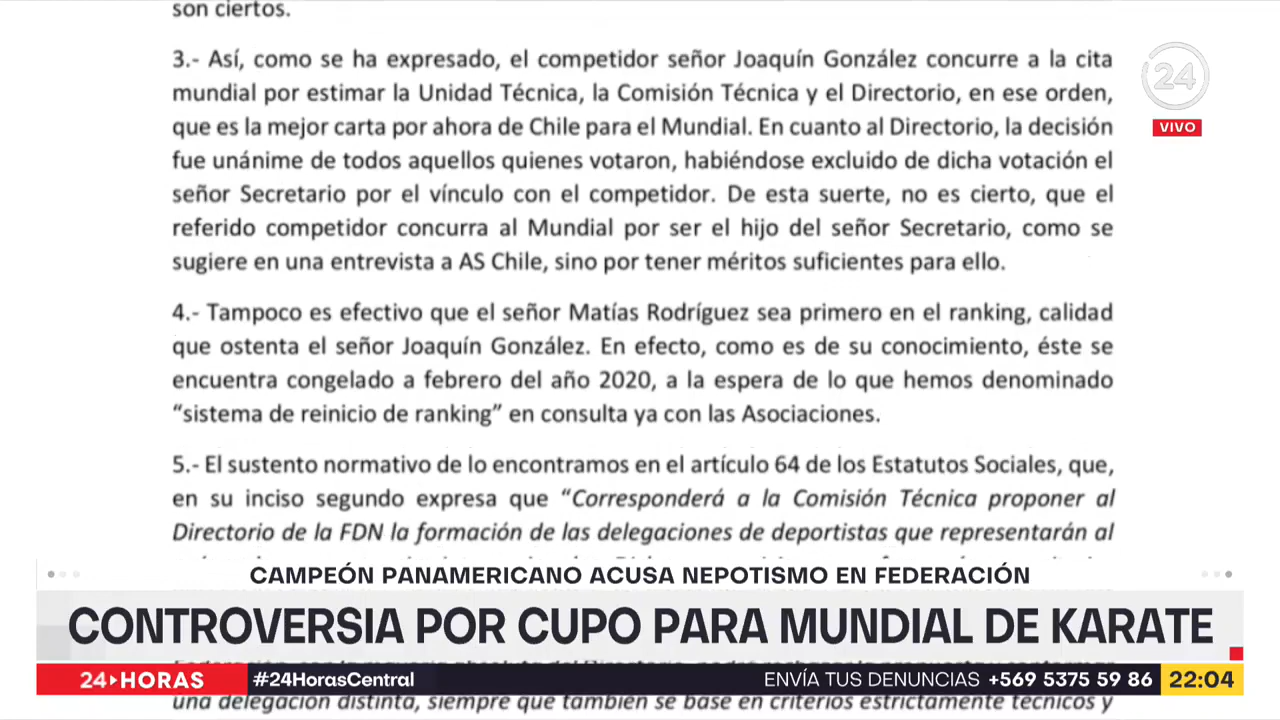 son ciertos.
3.- Así, como se ha expresado, el competidor señor Joaquín González concurre a la cita
mundial por estimar la Unidad Técnica, la Comisión Técnica y el Directorio, en ese orden,
que es la mejor carta por ahora de Chile para el Mundial. En cuanto al Directorio, la decisión
fue unánime de todos aquellos quienes votaron, habiéndose excluido de dicha votación el
señor Secretario por el vínculo con el competidor. De esta suerte, no es cierto, que el
referido competidor concurra al Mundial por ser el hijo del señor Secretario, como se
sugiere en una entrevista a AS Chile, sino por tener méritos suficientes para ello.
4.- Tampoco es efectivo que el señor Matías Rodríguez sea primero en el ranking, calidad
que ostenta el señor Joaquín González. En efecto, como es de su conocimiento, éste se
encuentra congelado a febrero del año 2020, a la espera de lo que hemos denominado
“sistema de reinicio de ranking” en consulta ya con las Asociaciones.
5.- El sustento normativo de lo encontramos en el artículo 64 de los Estatutos Sociales, que,
en su inciso segundo expresa que “Corresponderá a la Comisión Técnica proponer al
Directorio de la FDN la formación de las delegaciones de deportistas que representarán al
una delegación distinta, siempre que también se base en criterios estrictamente técnicos y
24
VIVO
CAMPEÓN PANAMERICANO ACUSA NEPOTISMO EN FEDERACIÓN
CONTROVERSIA POR CUPO PARA MUNDIAL DE KARATE
24 HORAS
#24HorasCentral
ENVÍA TUS DENUNCIAS +569 5375 59 86
22:04